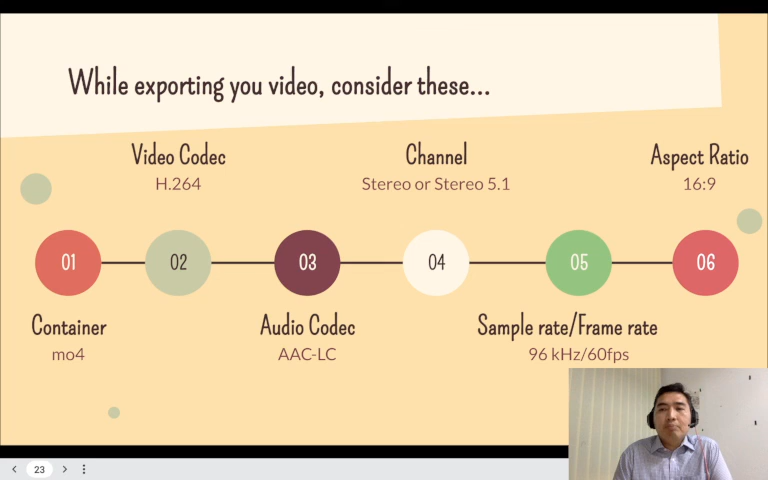 While exporting you video, consider these...
Video Codec
H.264
Channel
Stereo or Stereo 5.1
Aspect Ratio
16:9
01
02
03
04
05
06
Container
mo4
Audio Codec
AAC-LC
Sample rate/Frame rate
96 kHz/60fps
23